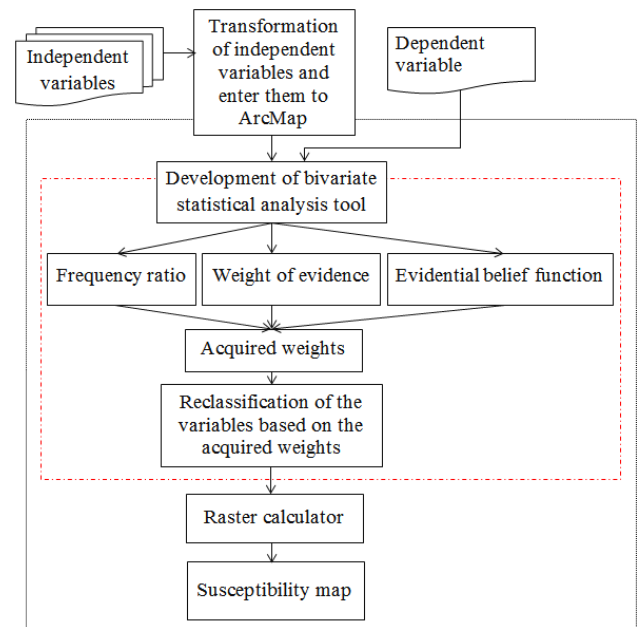 Independent
variables
Transformation
of independent
variables and
enter them to
ArcMap
Dependent
variable
Development of bivariate
statistical analysis tool
Frequency ratio
Weight of evidence
Evidential belief function
Acquired weights
Reclassification of the
variables based on the
acquired weights
Raster calculator
Susceptibility map